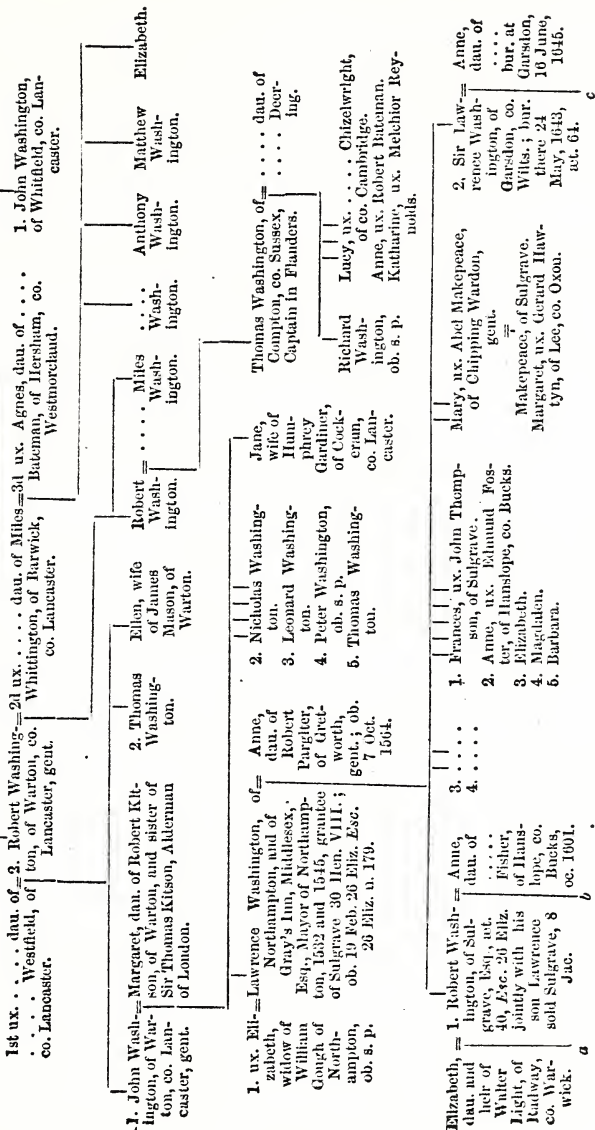 1. John Washington,
of Whitfield, co. Lan-
caster.
1st ux. . . . . dau. of = 2. Robert Washing- = 2d ux. . . . . dau. of Miles = 3d ux. Agnes, dau. of . . . .
. . . . . Westfield, of
co. Lancaster.
ton, of Warton, co.
Lancaster, gent.
Whittington, of Barwick,
co. Lancaster.
Bateman, of Hersham, co.
Westmoreland.
1. John Wash-
ington, of War-
ton, co. Lan-
caster, gent.
= Margaret, dau. of Robert Kit-
son, of Warton, and sister of
Sir Thomas Kitson, Alderman
of London.
2. Thomas
Washing-
ton.
Ellen, wife
of James
Mason, of
Warton.
Robert
Wash-
ington.
= . . . . . Miles
Wash-
ington.
. . . .
Wash-
ington.
Anthony
Wash-
ington.
Matthew
Wash-
ington.
Elizabeth.
1. ux. Eli-
zabeth,
widow of
William
Gough of
North-
ampton,
ob. s. p.
= Lawrence Washington, of =
Northampton, and of
Gray's Inn, Middlesex,
Esq., Mayor of Northamp-
ton, 1532 and 1545, grantee
of Sulgrave 30 Hen. VIII.;
ob. 19 Feb. 26 Eliz. Esc.
26 Eliz. n. 179.
Anne,
dau. of
Robert
Pargiter,
of Gret-
worth,
gent.; ob.
7 Oct.
1564.
2. Nicholas Washing-
ton.
3. Leonard Washing-
ton.
4. Peter Washington,
ob. s. p.
5. Thomas Washing-
ton.
Jane,
wife of
Hum-
phrey
Gardiner,
of Cock-
eram,
co. Lan-
caster.
Thomas Washington, of =
Compton, co. Sussex,
Captain in Flanders.
. . . . . dau. of
. . . . . Deer-
ing.
Richard
Wash-
ington,
ob. s. p.
Lucy, ux. . . . . Chizelwright,
of co. Cambridge.
Anne, ux. Robert Bateman.
Katharine, ux. Melchior Rey-
nolds.
Elizabeth, =
dau. and
heir of
Walter
Light, of
Radway,
co. War-
wick.
a
1. Robert Wash-
ington, of Sul-
grave, Esq., æt.
40, Esc. 26 Eliz.
jointly with his
son Lawrence
sold Sulgrave, 8
Jac.
= Anne,
dau. of
. . . . .
Fisher,
of Hans-
lope, co.
Bucks,
oc. 1601.
b
3. . . . .
4. . . . .
1. Frances, ux. John Thomp-
son, of Sulgrave.
2. Anne, ux. Edmund Fos-
ter, of Hanslope, co. Bucks.
3. Elizabeth.
4. Magdalen.
5. Barbara.
Mary, ux. Abel Makepeace,
of Chipping Wardon,
gent.
=
Makepeace, of Sulgrave.
Margaret, ux. Gerard Haw-
tyn, of Lee, co. Oxon.
2. Sir Law- =
rence Wash-
ington, of
Garsdon, co.
Wilts.; bur.
there 24
May, 1643,
æt. 64.
Anne,
dau. of
. . . .
bur. at
Garsdon,
16 June,
1645.
c